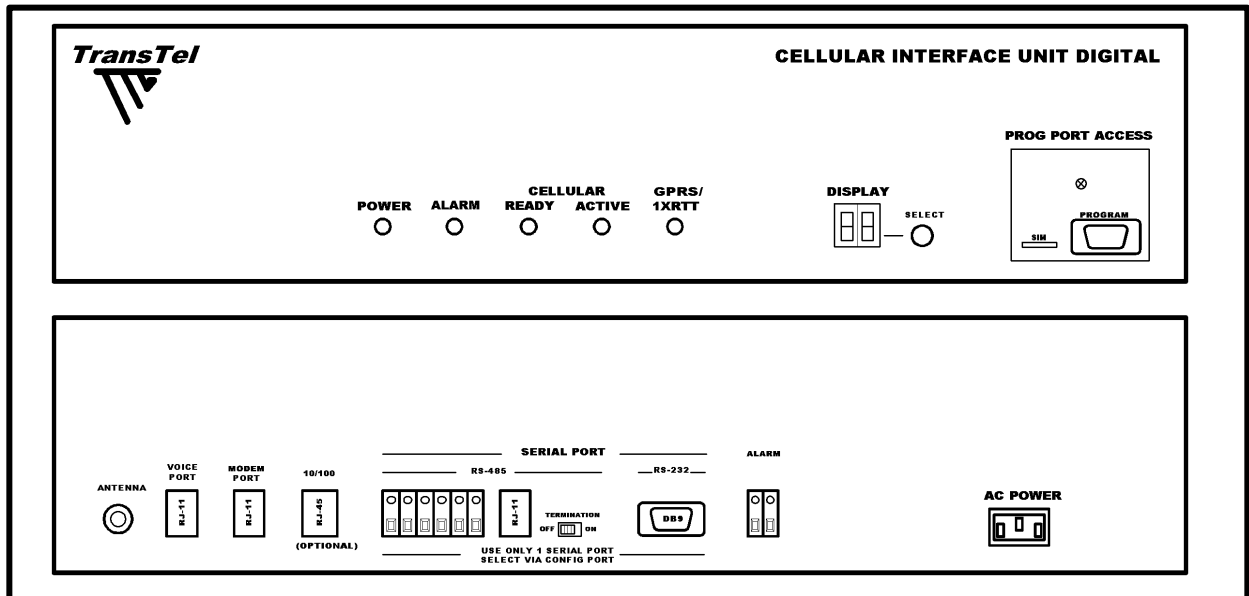 TransTel
CELLULAR INTERFACE UNIT DIGITAL
PROG PORT ACCESS
CELLULAR
GPRS/
POWER
ALARM
READY
ACTIVE
1XRTT
DISPLAY
SELECT
PROGRAM
SIM
SERIAL PORT
ALARM
VOICE
PORT
MODEM
PORT
10/100
RS-485
RS-232
ANTENNA
RJ-11
RJ-11
RJ-45
RJ-11
TERMINATION
OFF
ON
DB9
AC POWER
(OPTIONAL)
USE ONLY 1 SERIAL PORT
SELECT VIA CONFIG PORT